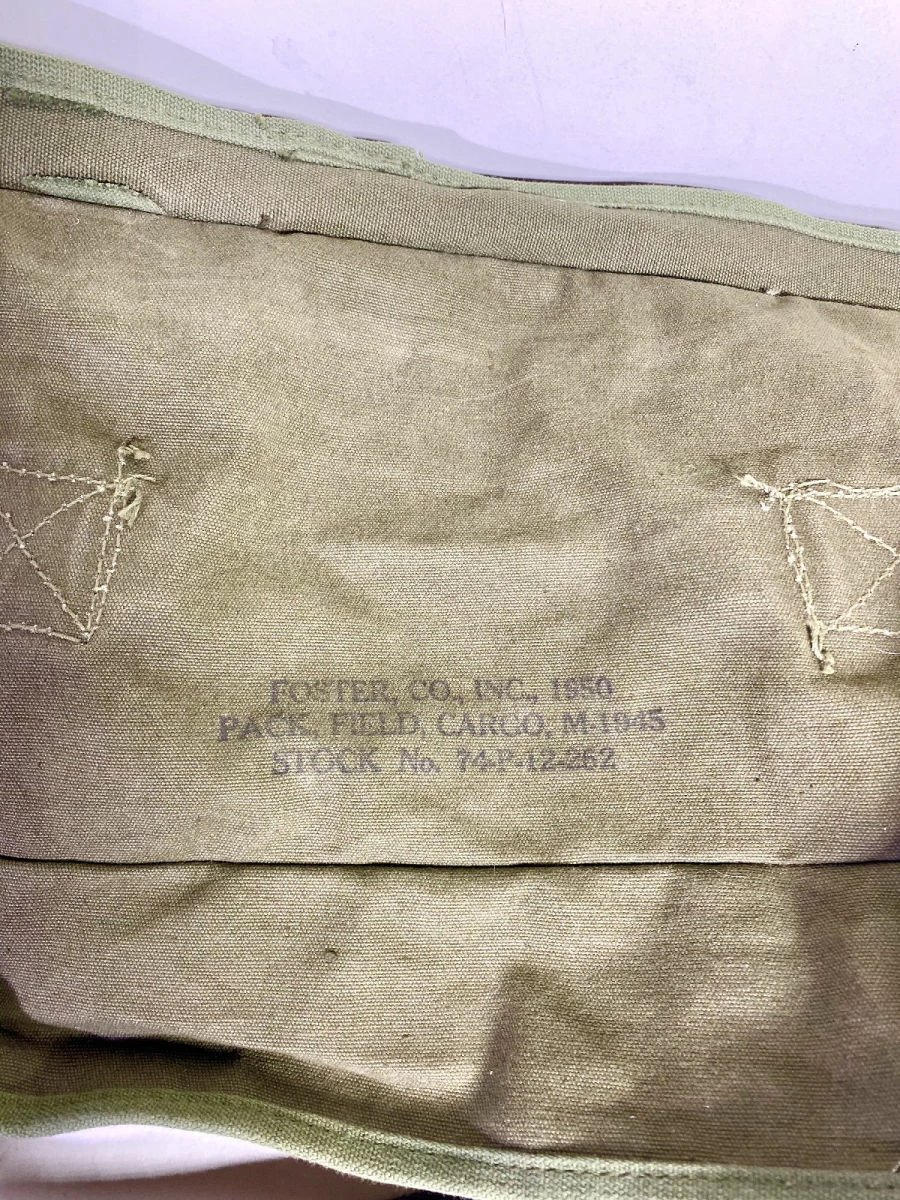 FOSTER, CO., INC., 1950
PACK, FIELD, CARGO, M-1945
STOCK No. 74-P-12-252